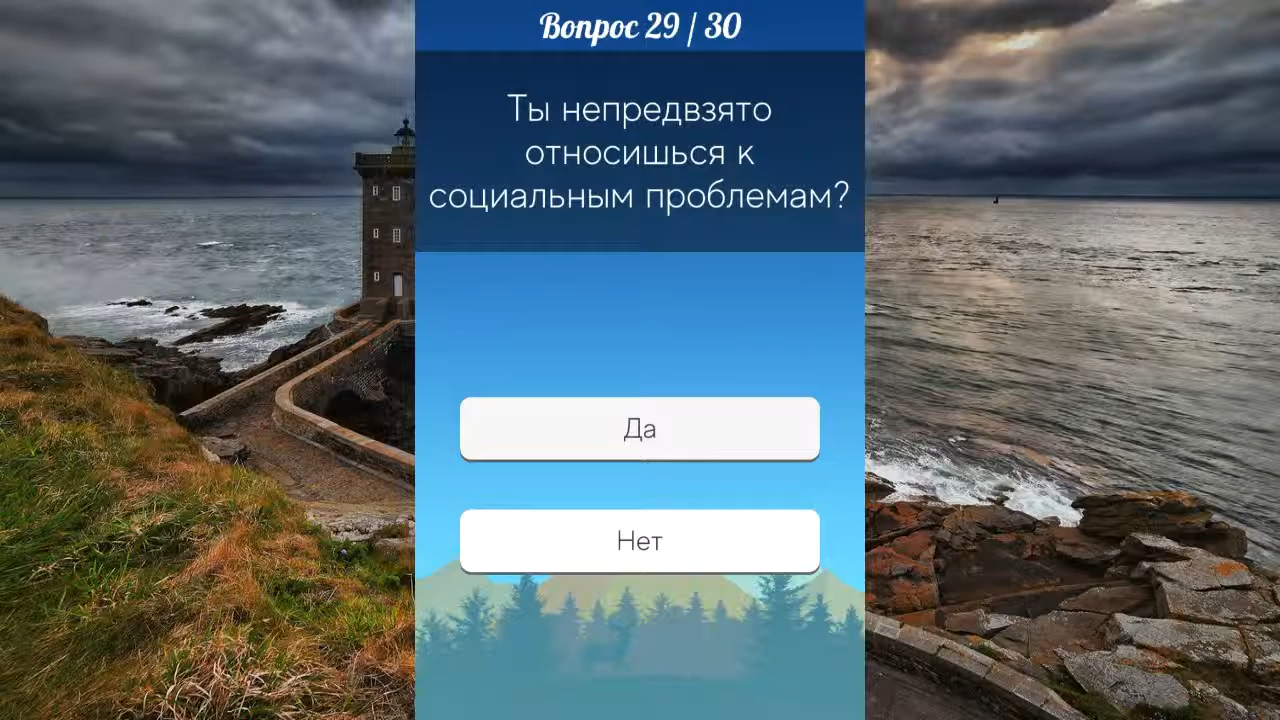 Вопрос 29 / 30
Ты непредвзято
относишься к
социальным проблемам?
Да
Нет